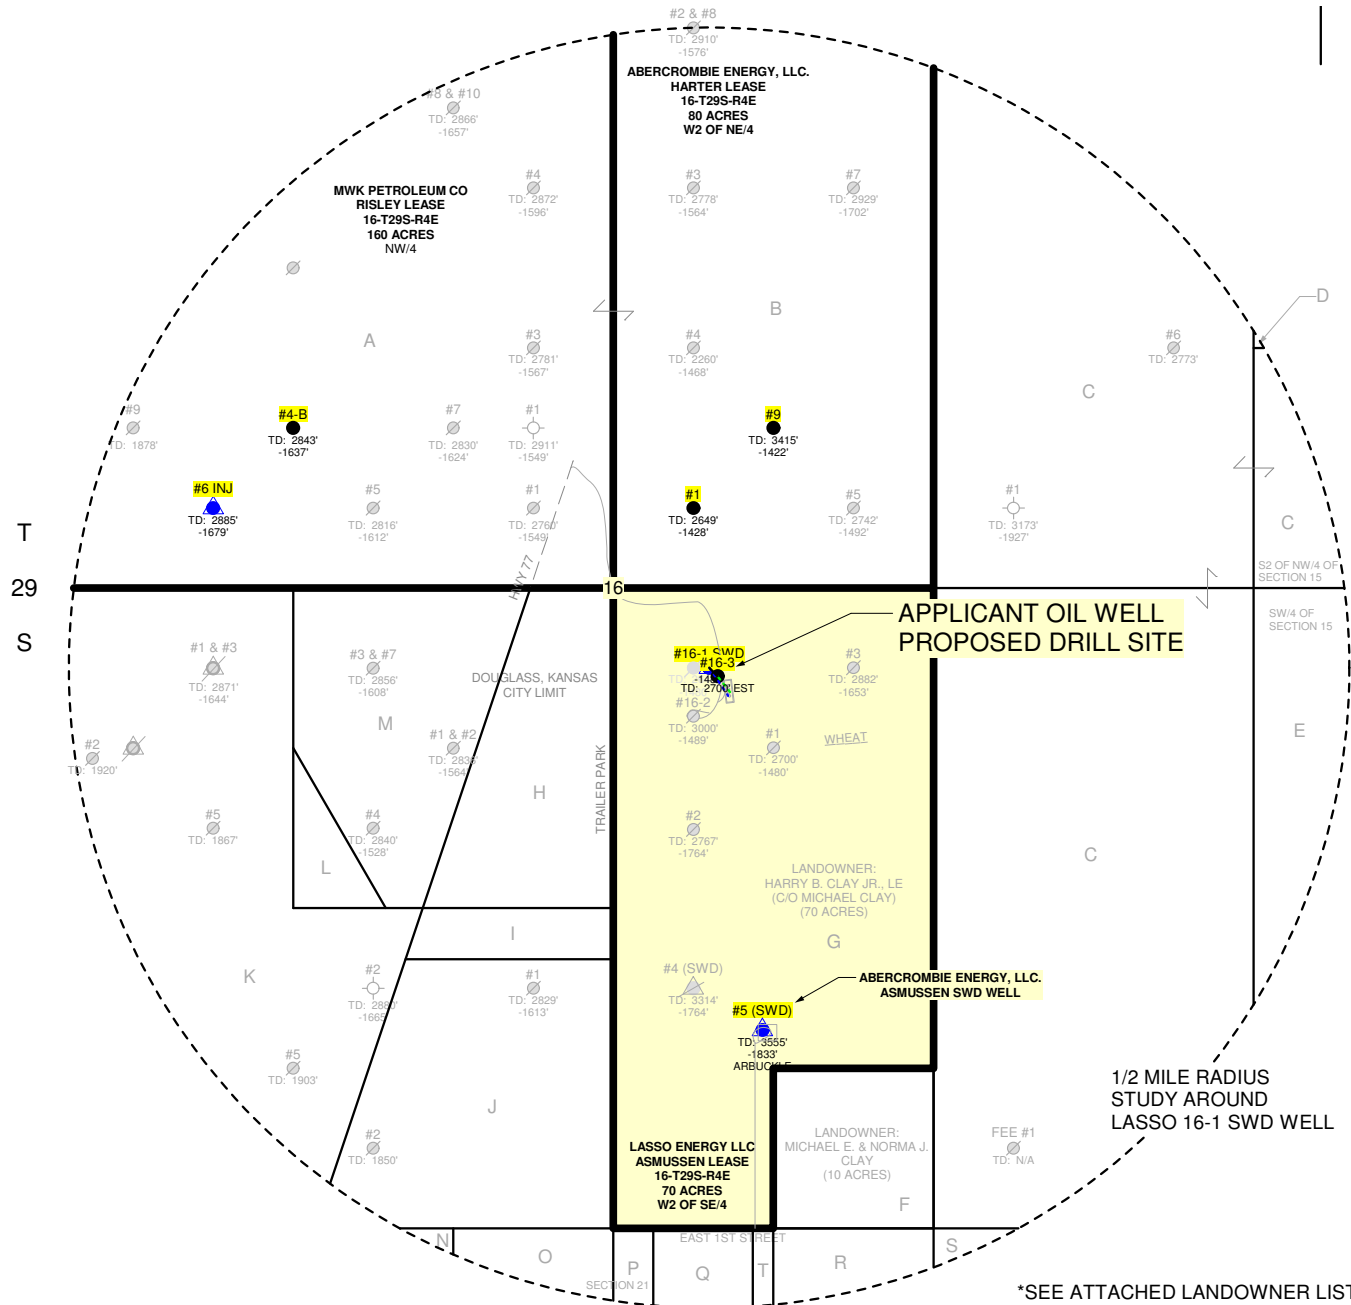 #2 & #8
TD: 2910'
-1576'
ABERCROMBIE ENERGY, LLC.
HARTER LEASE
16-T29S-R4E
80 ACRES
W2 OF NE/4
#8 & #10
TD: 2866'
-1657'
MWK PETROLEUM CO
RISLEY LEASE
16-T29S-R4E
160 ACRES
NW/4
#4
TD: 2872'
-1596'
#3
TD: 2778'
-1564'
#7
TD: 2929'
-1702'
A
B
D
#3
TD: 2781'
-1567'
#4
TD: 2260'
-1468'
#6
TD: 2773'
C
#9
TD: 1878'
#4-B
TD: 2843'
-1637'
#7
TD: 2830'
-1624'
#1
TD: 2911'
-1549'
#9
TD: 3415'
-1422'
#6 INJ
TD: 2885'
-1679'
#5
TD: 2816'
-1612'
#1
TD: 2760'
-1549'
#1
TD: 2649'
-1428'
#5
TD: 2742'
-1492'
#1
TD: 3173'
-1927'
C
T
29
S
HWY 77
16
S2 OF NW/4 OF
SECTION 15
SW/4 OF
SECTION 15
APPLICANT OIL WELL
PROPOSED DRILL SITE
#1 & #3
TD: 2871'
-1644'
#3 & #7
TD: 2856'
-1608'
DOUGLASS, KANSAS
CITY LIMIT
#16-1 SWD
#16-3
TD: 2700' EST
#3
TD: 2882'
-1653'
#16-2
TD: 3000'
-1489'
M
#2
TD: 1920'
#1 & #2
-1564'
TRAILER PARK
WHEAT
#1
TD: 2700'
-1480'
E
H
#5
TD: 1867'
#4
TD: 2840'
-1528'
#2
TD: 2767'
-1764'
L
C
LANDOWNER:
HARRY B. CLAY JR., LE
(C/O MICHAEL CLAY)
(70 ACRES)
G
I
K
#2
TD: 2880'
-1665'
#1
TD: 2829'
-1613'
#4 (SWD)
TD: 3314'
-1764'
ABERCROMBIE ENERGY, LLC.
ASMUSSEN SWD WELL
#5 (SWD)
TD: 3555'
-1833'
ARBUCKLE
#5
TD: 1903'
J
1/2 MILE RADIUS
STUDY AROUND
LASSO 16-1 SWD WELL
#2
TD: 1850'
LASSO ENERGY LLC
ASMUSSEN LEASE
16-T29S-R4E
70 ACRES
W2 OF SE/4
LANDOWNER:
MICHAEL E. & NORMA J.
CLAY
(10 ACRES)
F
FEE #1
TD: N/A
EAST 1ST STREET
N
O
P
Q
T
R
S
SECTION 21
*SEE ATTACHED LANDOWNER LIST